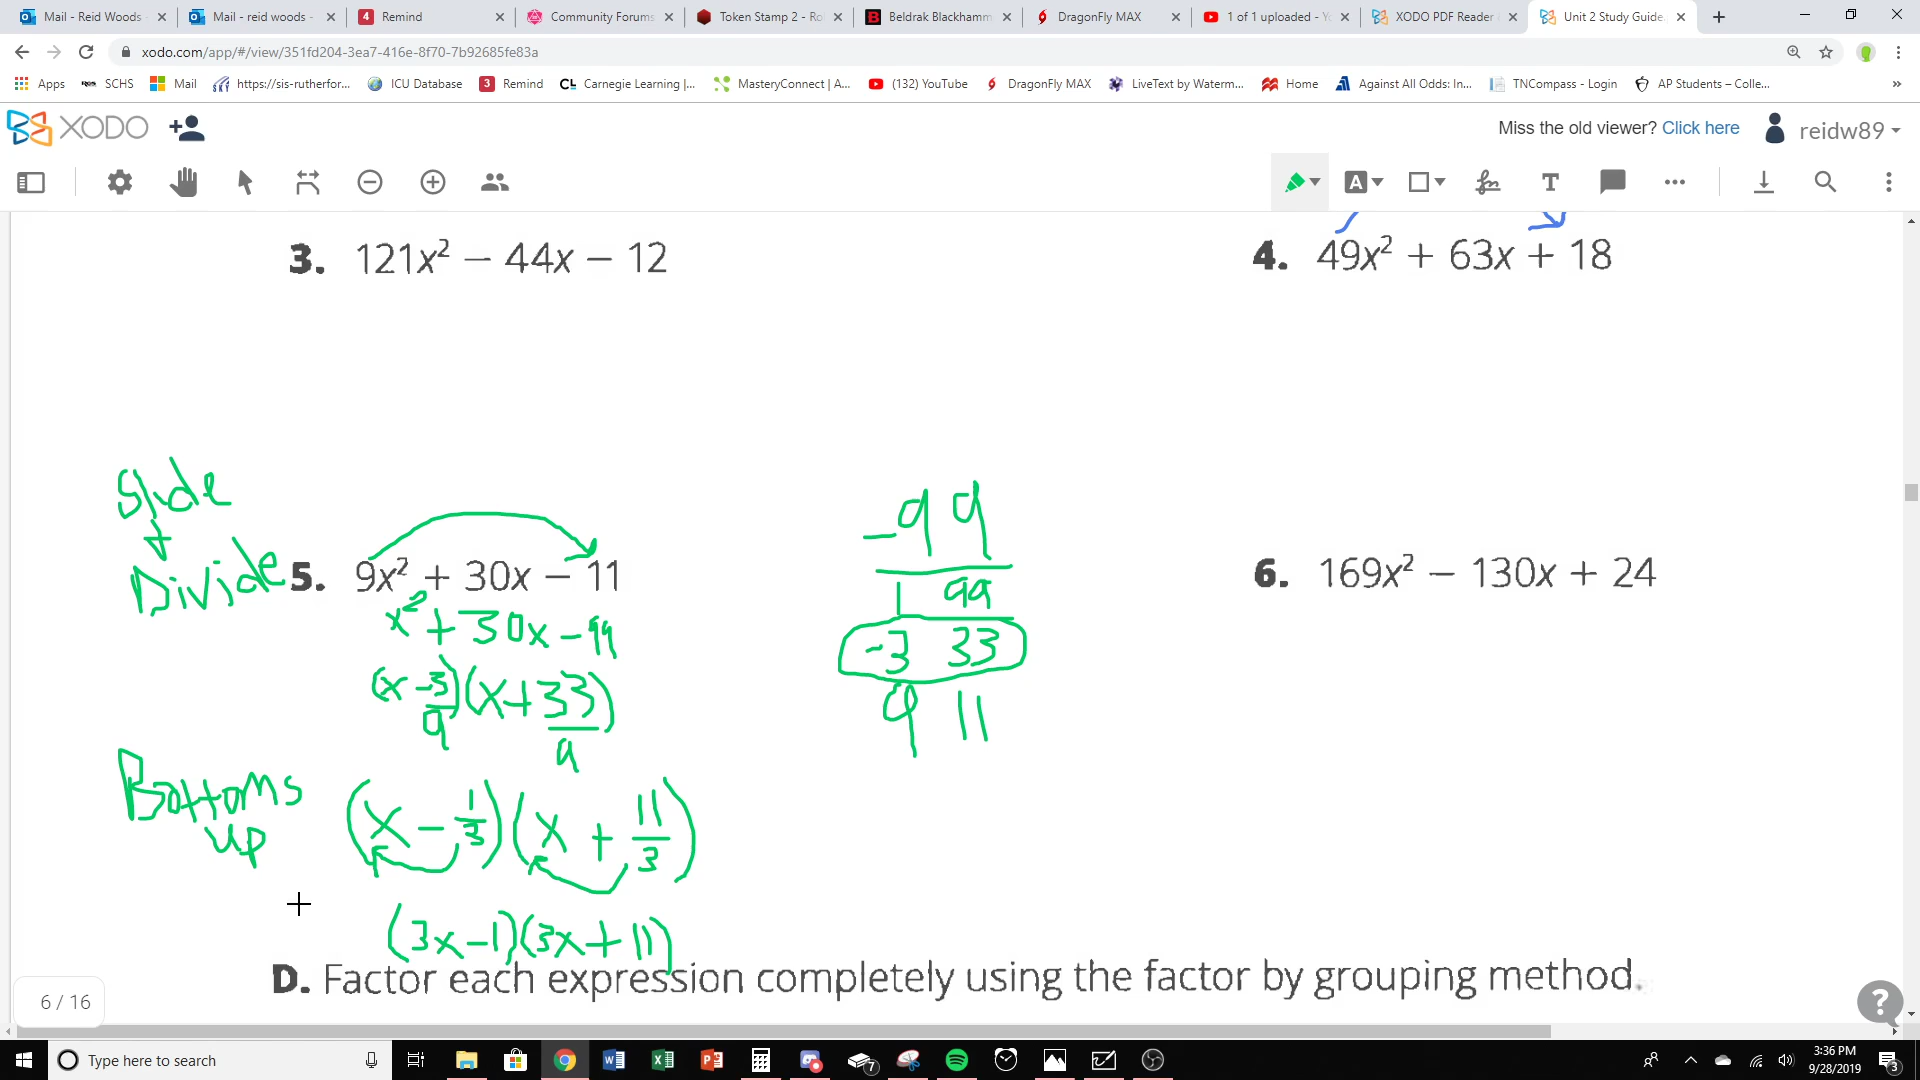 Mail - Reid Woods
Mail - reid woods -
Remind
Community Forums
Token Stamp 2 - Ro
Beldrak Blackhamm
DragonFly MAX
1 of 1 uploaded - Yo
XODO PDF Reader
Unit 2 Study Guide.
xodo.com/app/#/view/351fd204-3ea7-416e-8f70-7b92685fe83a
Apps
SCHS
Mail
https://sis-rutherfor...
ICU Database
Remind
CL Carnegie Learning |...
MasteryConnect | A...
(132) YouTube
DragonFly MAX
LiveText by Waterm...
Home
Against All Odds: In...
TNCompass - Login
AP Students – Colle...
XODO
Miss the old viewer? Click here
reidw89
3. 121x² – 44x – 12
4. 49x² + 63x + 18
Slide
+
Divide
5. 9x² + 30x – 11
x² + 30x - 99
(x - 3/9)(x + 33/9)
-99
1 99
-3 33
9 11
6. 169x² – 130x + 24
Bottoms
up
(x - 1/3)(x + 11/3)
(3x-1)(3x+11)
D. Factor each expression completely using the factor by grouping method.
6 / 16
?
Type here to search
7
3:36 PM
9/28/2019
3